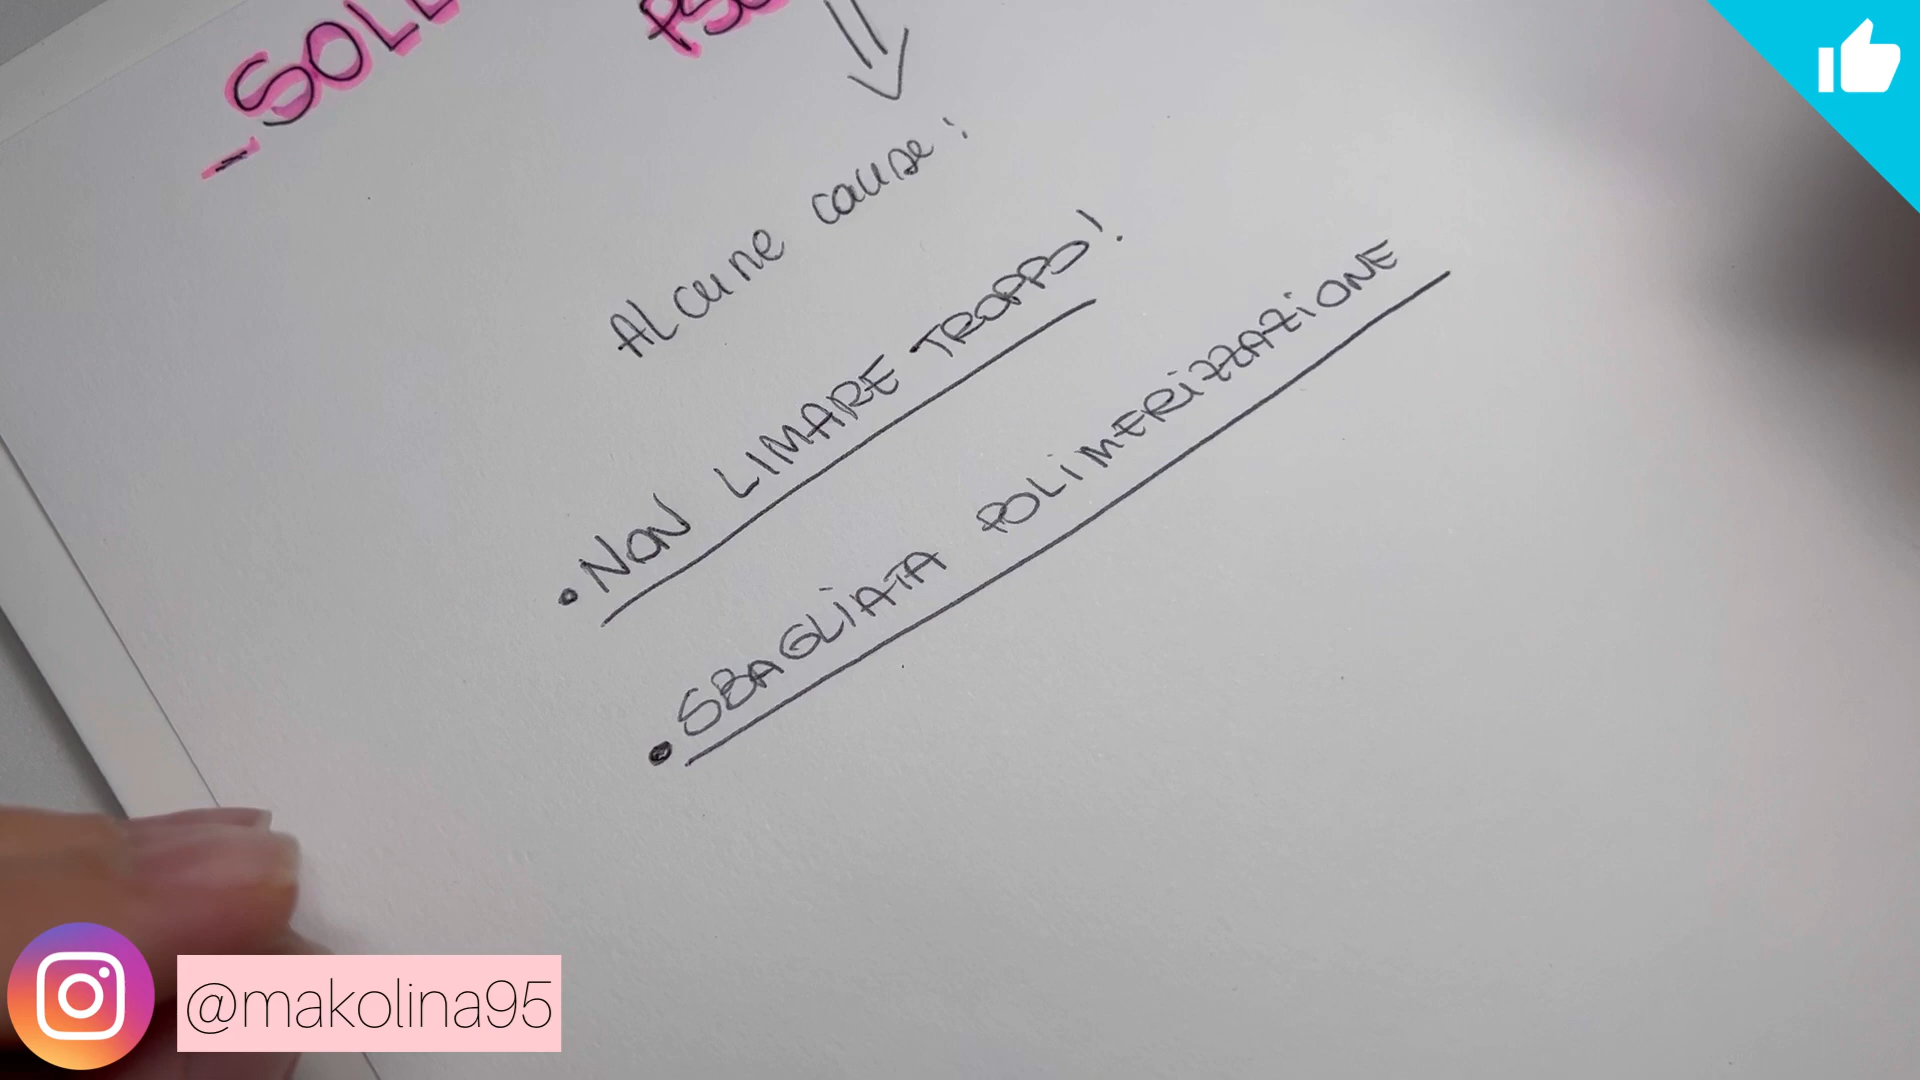 Alcune cause:
• NON LIMARE TROPPO!
• SBAGLIATA POLIMERIZZAZIONE
@makolina95